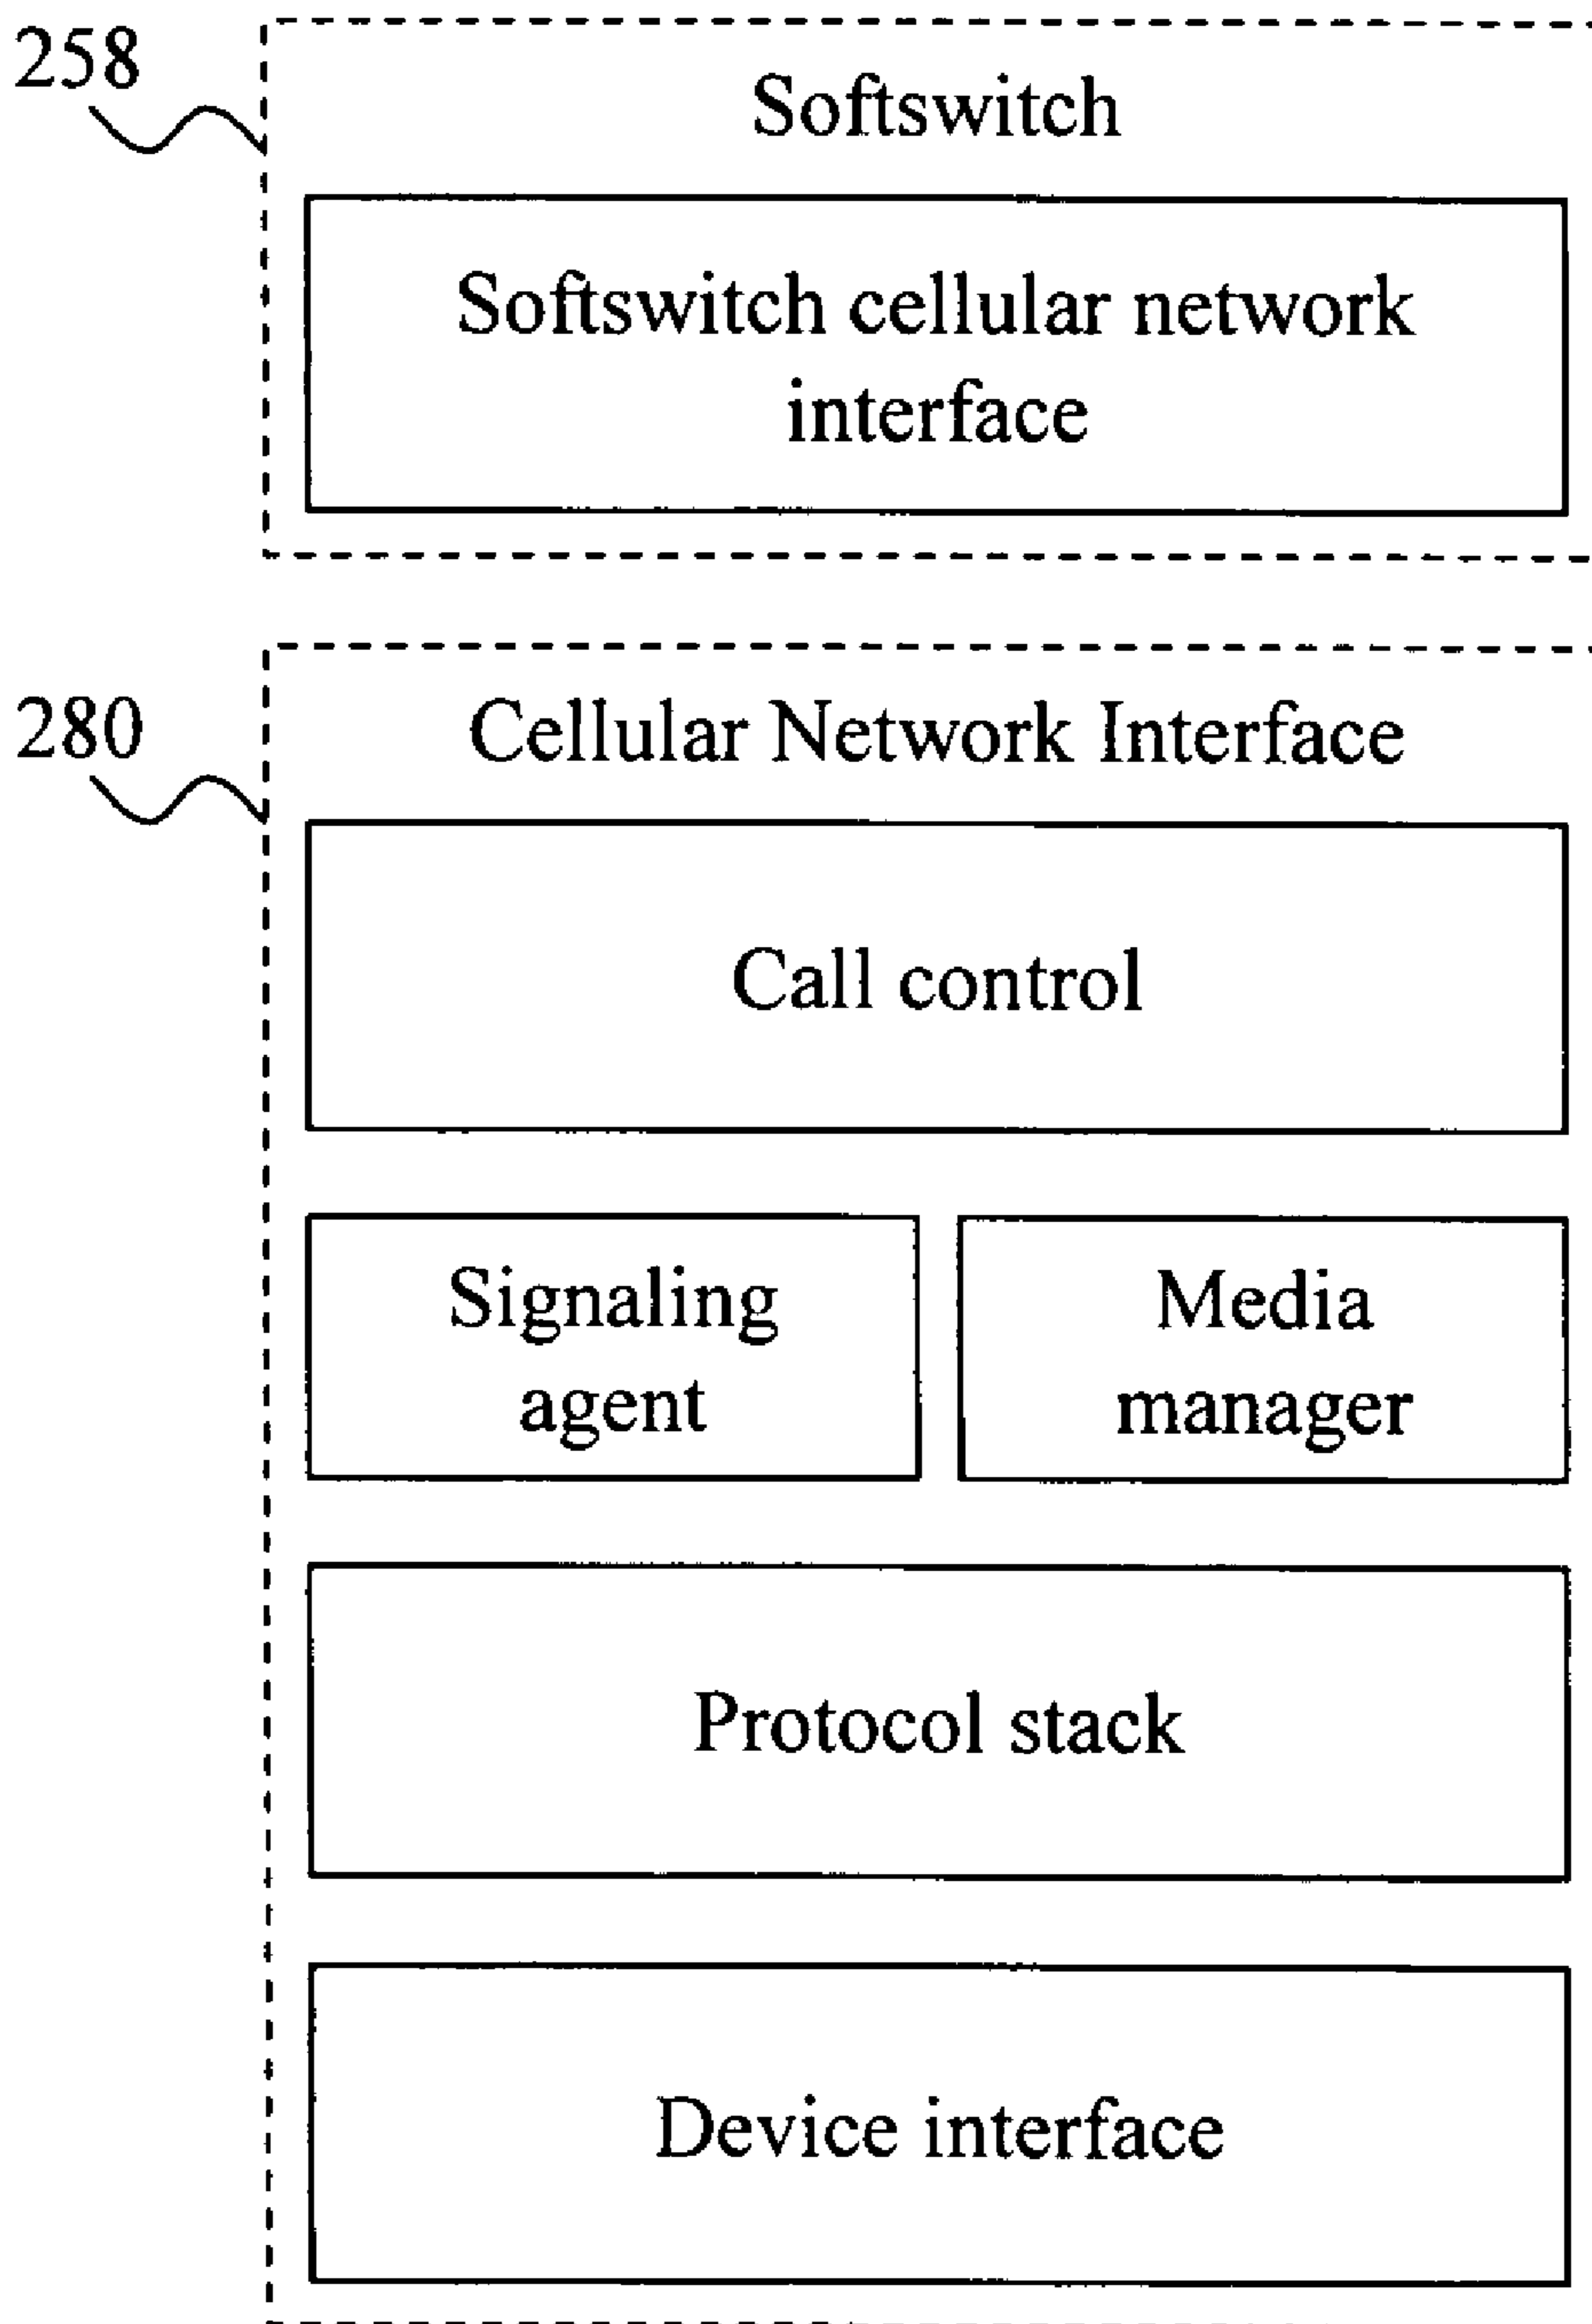 258
Softswitch
Softswitch cellular network
interface
280
Cellular Network Interface
Call control
Signaling
agent
Media
manager
Protocol stack
Device interface